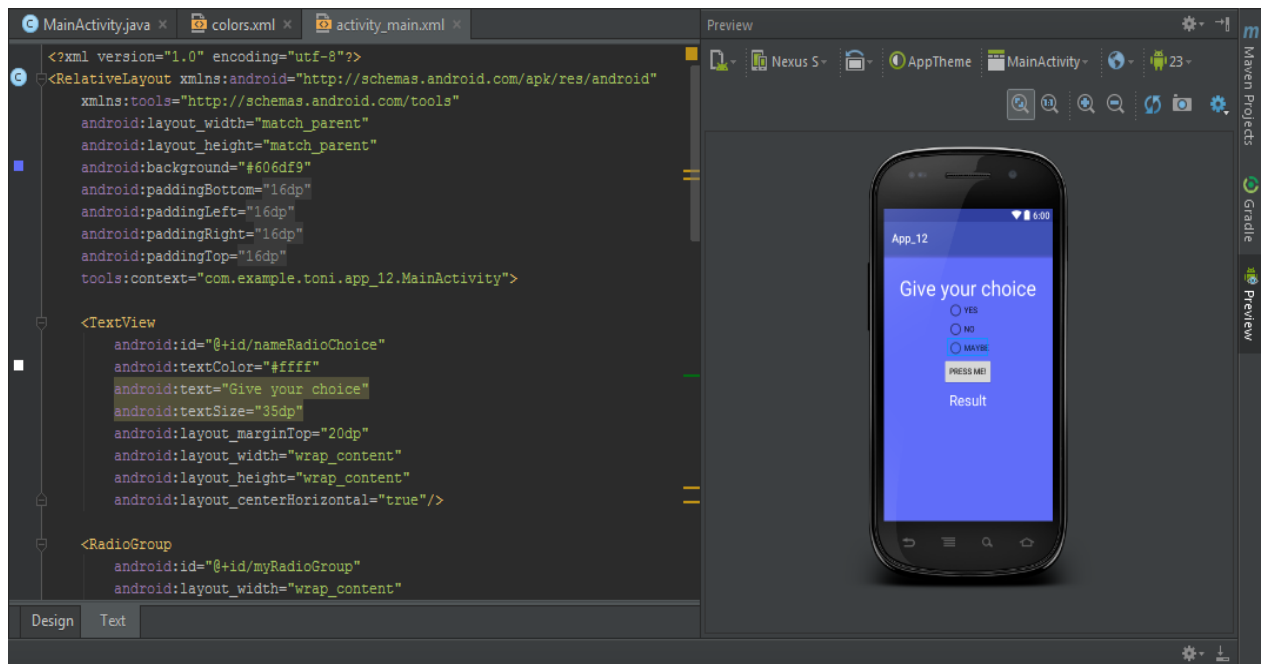 MainActivity.java × colors.xml × activity_main.xml ×
<?xml version="1.0" encoding="utf-8"?>
<RelativeLayout xmlns:android="http://schemas.android.com/apk/res/android"
xmlns:tools="http://schemas.android.com/tools"
android:layout_width="match_parent"
android:layout_height="match_parent"
android:background="#606df9"
android:paddingBottom="16dp"
android:paddingLeft="16dp"
android:paddingRight="16dp"
android:paddingTop="16dp"
tools:context="com.example.toni.app_12.MainActivity">
<TextView
android:id="@+id/nameRadioChoice"
android:textColor="#ffff"
android:text="Give your choice"
android:textSize="35dp"
android:layout_marginTop="20dp"
android:layout_width="wrap_content"
android:layout_height="wrap_content"
android:layout_centerHorizontal="true"/>
<RadioGroup
android:id="@+id/myRadioGroup"
android:layout_width="wrap_content"
Design Text
Preview
Nexus S AppTheme MainActivity 23
1:1
6:00
App_12
Give your choice
YES
NO
MAYBE
PRESS ME!
Result
m Maven Projects
Gradle
Preview